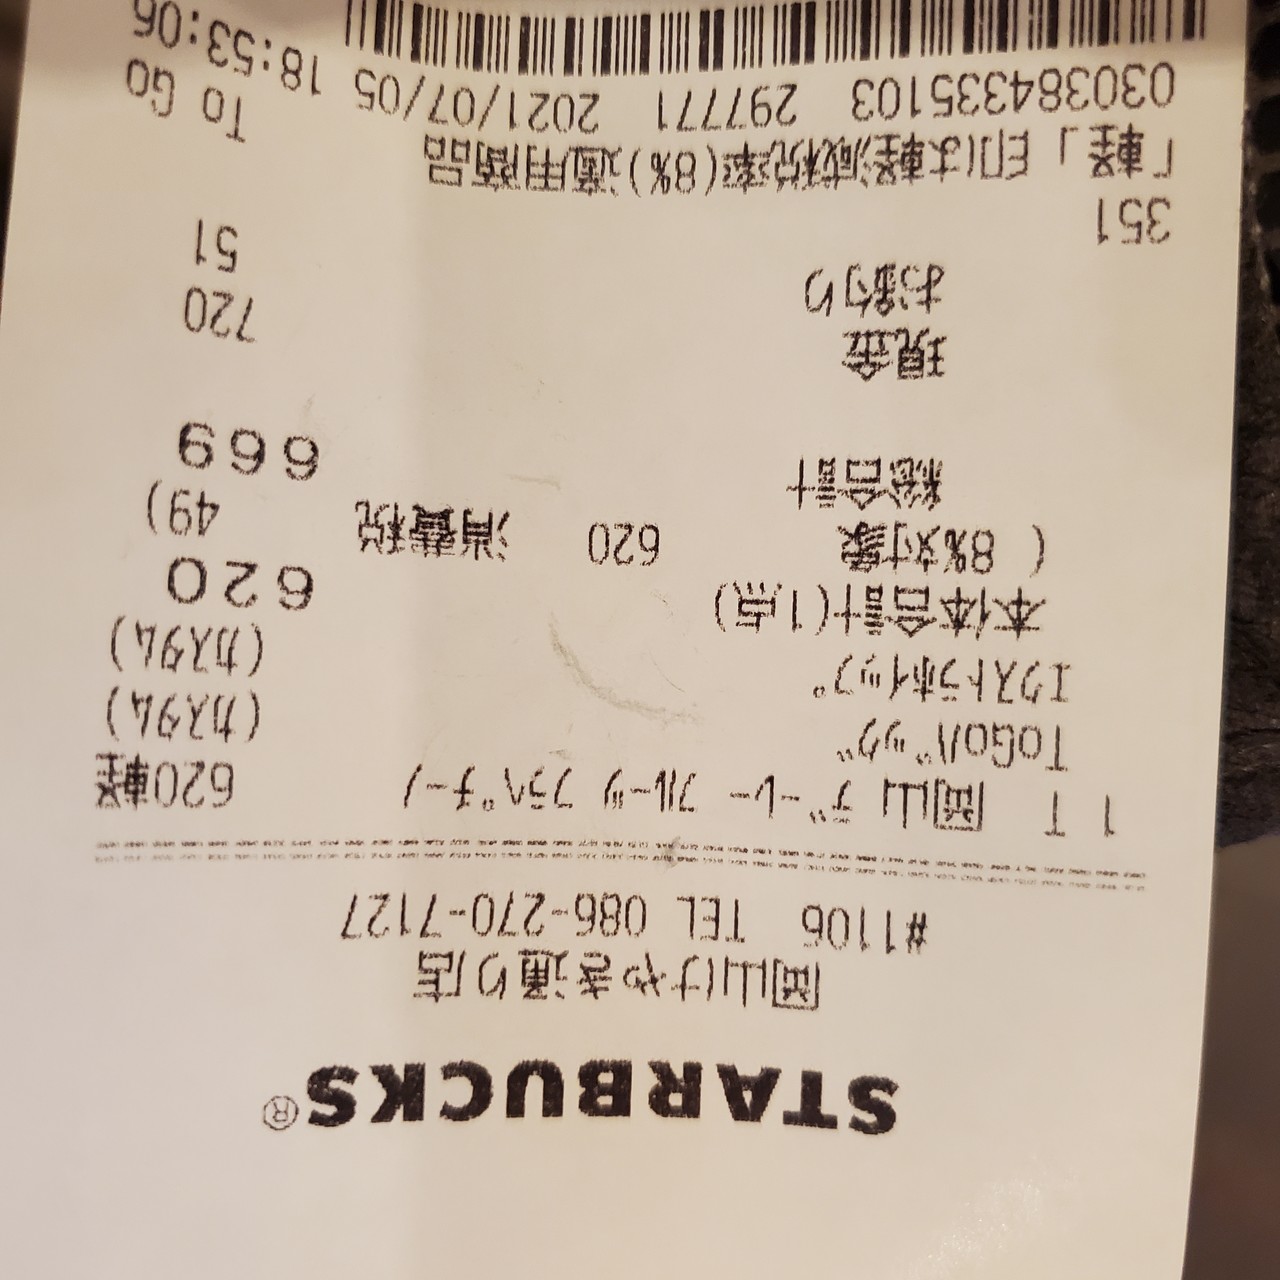 STARBUCKS®
岡山けやき通り店
#1106 TEL 086-270-7127
1 T 岡山 デーレー フルーツ フラペチーノ 620軽
ToGoバッグ (カスタム)
エクストラホイップ (カスタム)
本体合計(1点) 620
( 8%対象 620 消費税 49)
総合計 669
現金 720
お釣り 51
351
「軽」印は軽減税率(8%)適用商品 To Go
030384335103 297771 2021/07/05 18:53:06